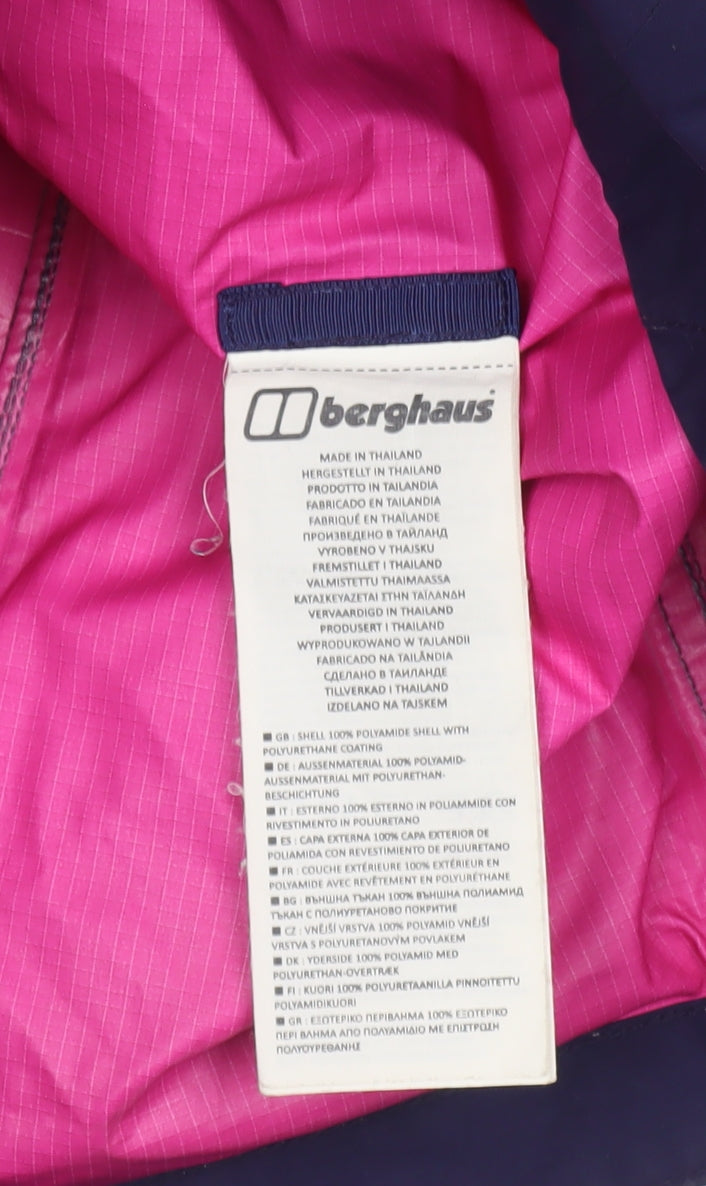 berghaus
MADE IN THAILAND
HERGESTELLT IN THAILAND
PRODOTTO IN TAILANDIA
FABRICADO EN TAILANDIA
FABRIQUÉ EN THAÏLANDE
ПРОИЗВЕДЕНО В ТАЙЛАНД
VYROBENO V THAJSKU
FREMSTILLET I THAILAND
VALMISTETTU THAIMAASSA
ΚΑΤΑΣΚΕΥΑΖΕΤΑΙ ΣΤΗΝ ΤΑΪΛΑΝΔΗ
VERVAARDIGD IN THAILAND
PRODUSERT I THAILAND
WYPRODUKOWANO W TAJLANDII
FABRICADO NA TAILÂNDIA
СДЕЛАНО В ТАИЛАНДЕ
TILLVERKAD I THAILAND
IZDELANO NA TAJSKEM
■ GB : SHELL 100% POLYAMIDE SHELL WITH
POLYURETHANE COATING
■ DE : AUSSENMATERIAL 100% POLYAMID-
AUSSENMATERIAL MIT POLYURETHAN-
BESCHICHTUNG
■ IT : ESTERNO 100% ESTERNO IN POLIAMMIDE CON
RIVESTIMENTO IN POLIURETANO
■ ES : CAPA EXTERNA 100% CAPA EXTERIOR DE
POLIAMIDA CON REVESTIMIENTO DE POLIURETANO
■ FR : COUCHE EXTÉRIEURE 100% EXTÉRIEUR EN
POLYAMIDE AVEC REVÊTEMENT EN POLYURÉTHANE
■ BG : ВЪНШНА ТЪКАН 100% ВЪНШНА ПОЛИАМИД
ТЪКАН С ПОЛИУРЕТАНОВО ПОКРИТИЕ
■ CZ : VNĚJŠÍ VRSTVA 100% POLYAMID VNĚJŠÍ
VRSTVA S POLYURETANOVÝM POVLAKEM
■ DK : YDERSIDE 100% POLYAMID MED
POLYURETHAN-OVERTRÆK
■ FI : KUORI 100% POLYURETAANILLA PINNOITETTU
POLYAMIDIKUORI
■ GR : ΕΞΩΤΕΡΙΚΟ ΠΕΡΙΒΛΗΜΑ 100% ΕΞΩΤΕΡΙΚΟ
ΠΕΡΙ ΒΛΗΜΑ ΑΠΟ ΠΟΛΥΑΜΙΔΙΟ ΜΕ ΕΠΙΣΤΡΩΣΗ
ΠΟΛΥΟΥΡΕΘΑΝΗΣ